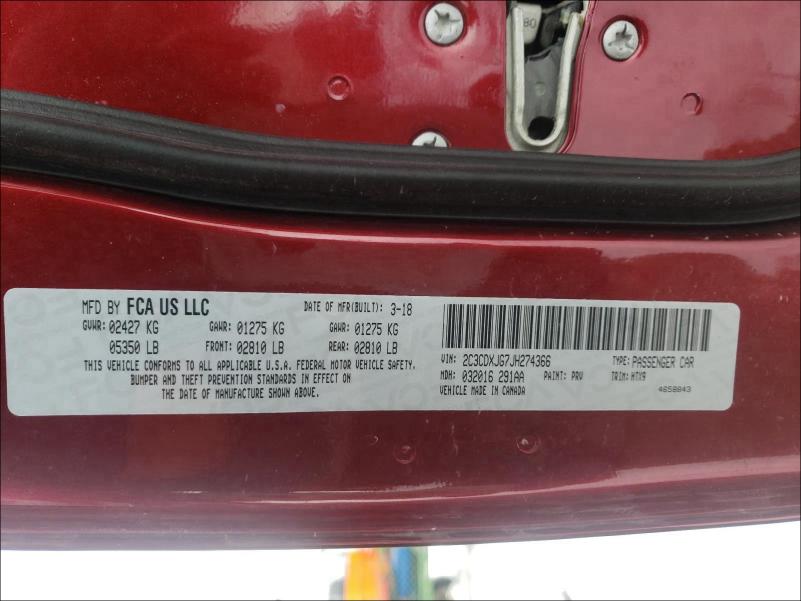 80
MFD BY FCA US LLC DATE OF MFR(BUILT): 3-18
GVWR: 02427 KG GAWR: 01275 KG GAWR: 01275 KG
05350 LB FRONT: 02810 LB REAR: 02810 LB
THIS VEHICLE CONFORMS TO ALL APPLICABLE U.S.A. FEDERAL MOTOR VEHICLE SAFETY,
BUMPER AND THEFT PREVENTION STANDARDS IN EFFECT ON
THE DATE OF MANUFACTURE SHOWN ABOVE.
VIN: 2C3CDXJG7JH274366 TYPE: PASSENGER CAR
MDH: 032016 291AA PAINT: PRV TRIM: HTX9
VEHICLE MADE IN CANADA 4658843